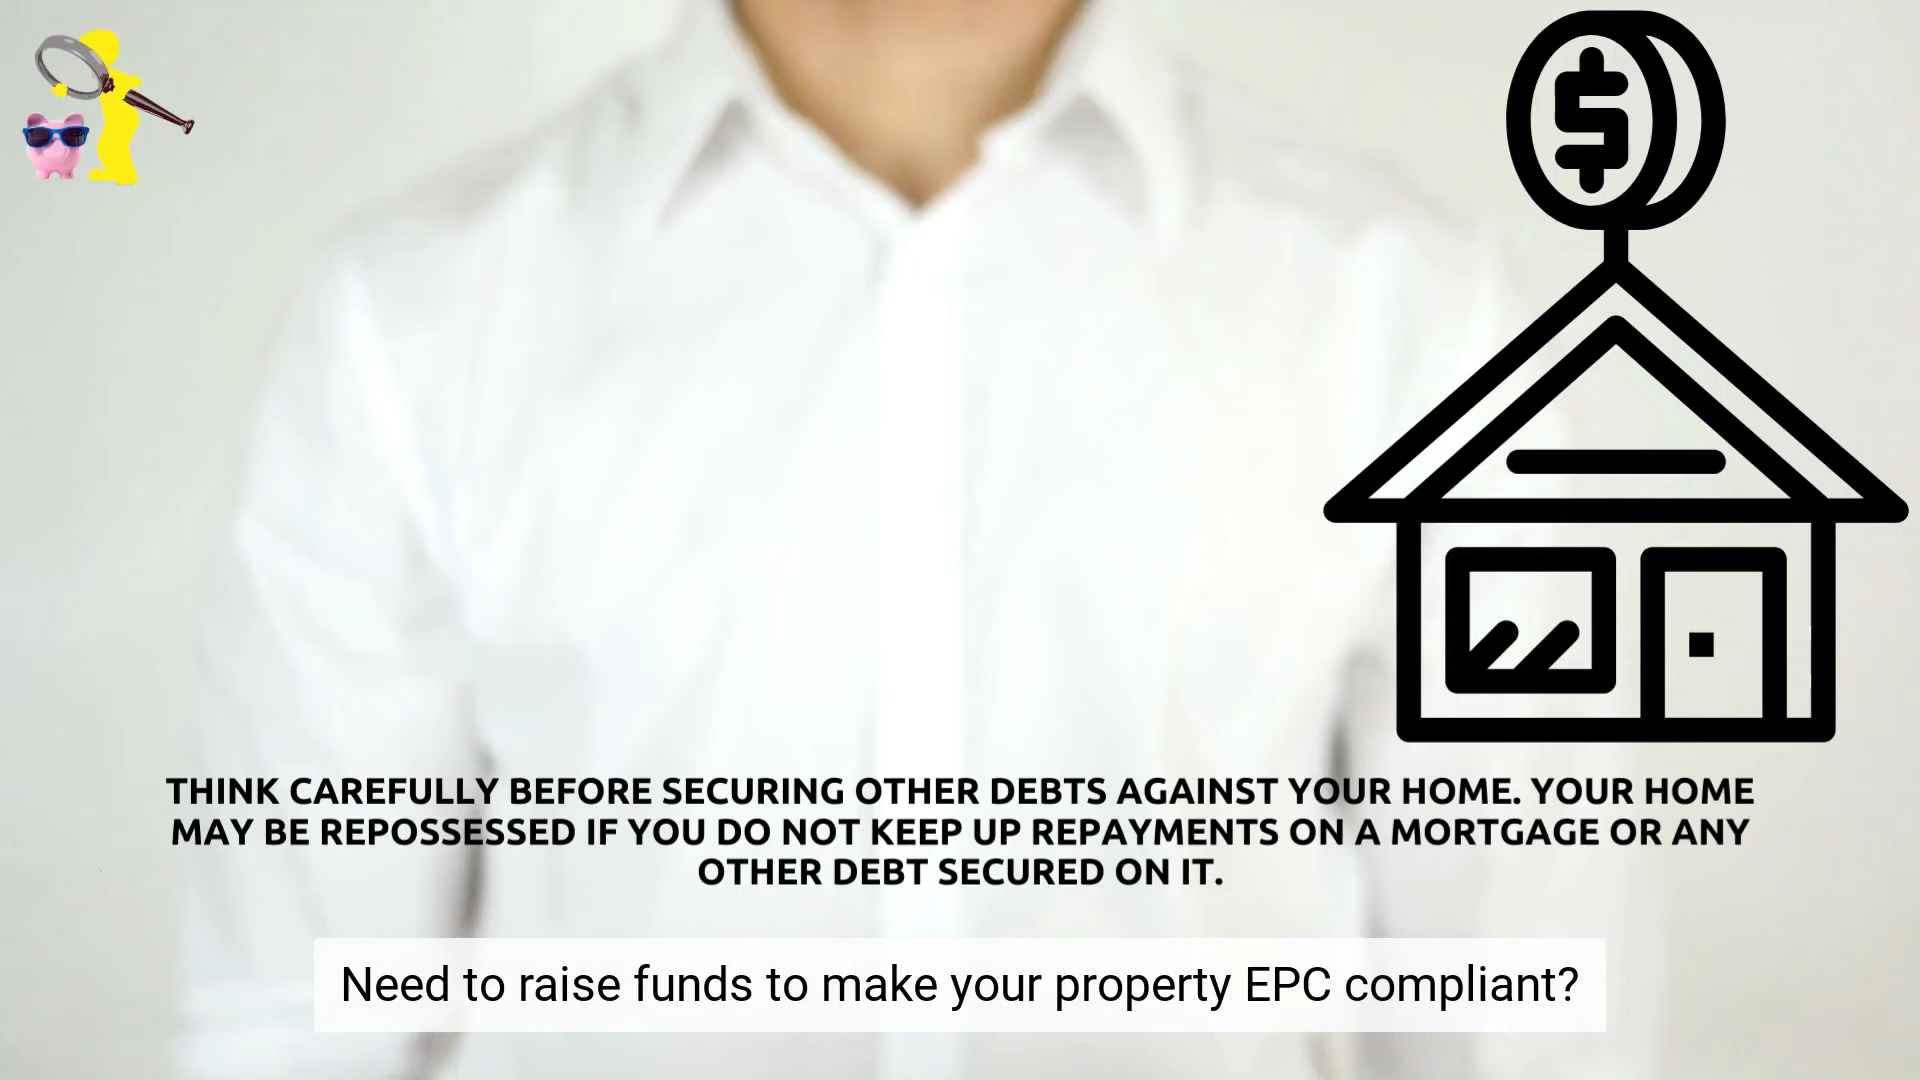 THINK CAREFULLY BEFORE SECURING OTHER DEBTS AGAINST YOUR HOME. YOUR HOME
MAY BE REPOSSESSED IF YOU DO NOT KEEP UP REPAYMENTS ON A MORTGAGE OR ANY
OTHER DEBT SECURED ON IT.
Need to raise funds to make your property EPC compliant?